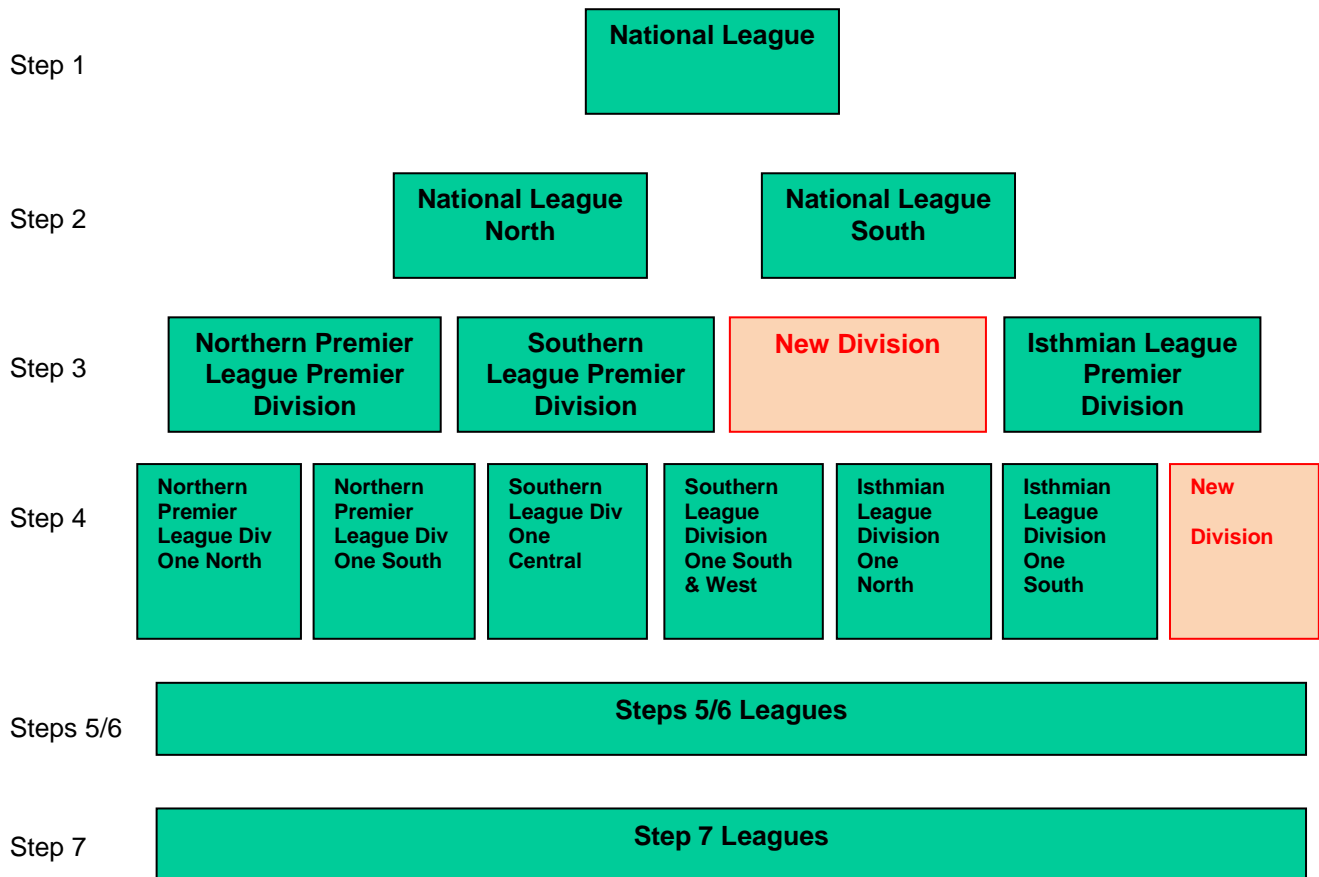 Step 1
National League
Step 2
National League
North
National League
South
Step 3
Northern Premier
League Premier
Division
Southern
League Premier
Division
New Division
Isthmian League
Premier
Division
Step 4
Northern
Premier
League Div
One North
Northern
Premier
League Div
One South
Southern
League Div
One
Central
Southern
League
Division
One South
& West
Isthmian
League
Division
One
North
Isthmian
League
Division
One
South
New
Division
Steps 5/6
Steps 5/6 Leagues
Step 7
Step 7 Leagues